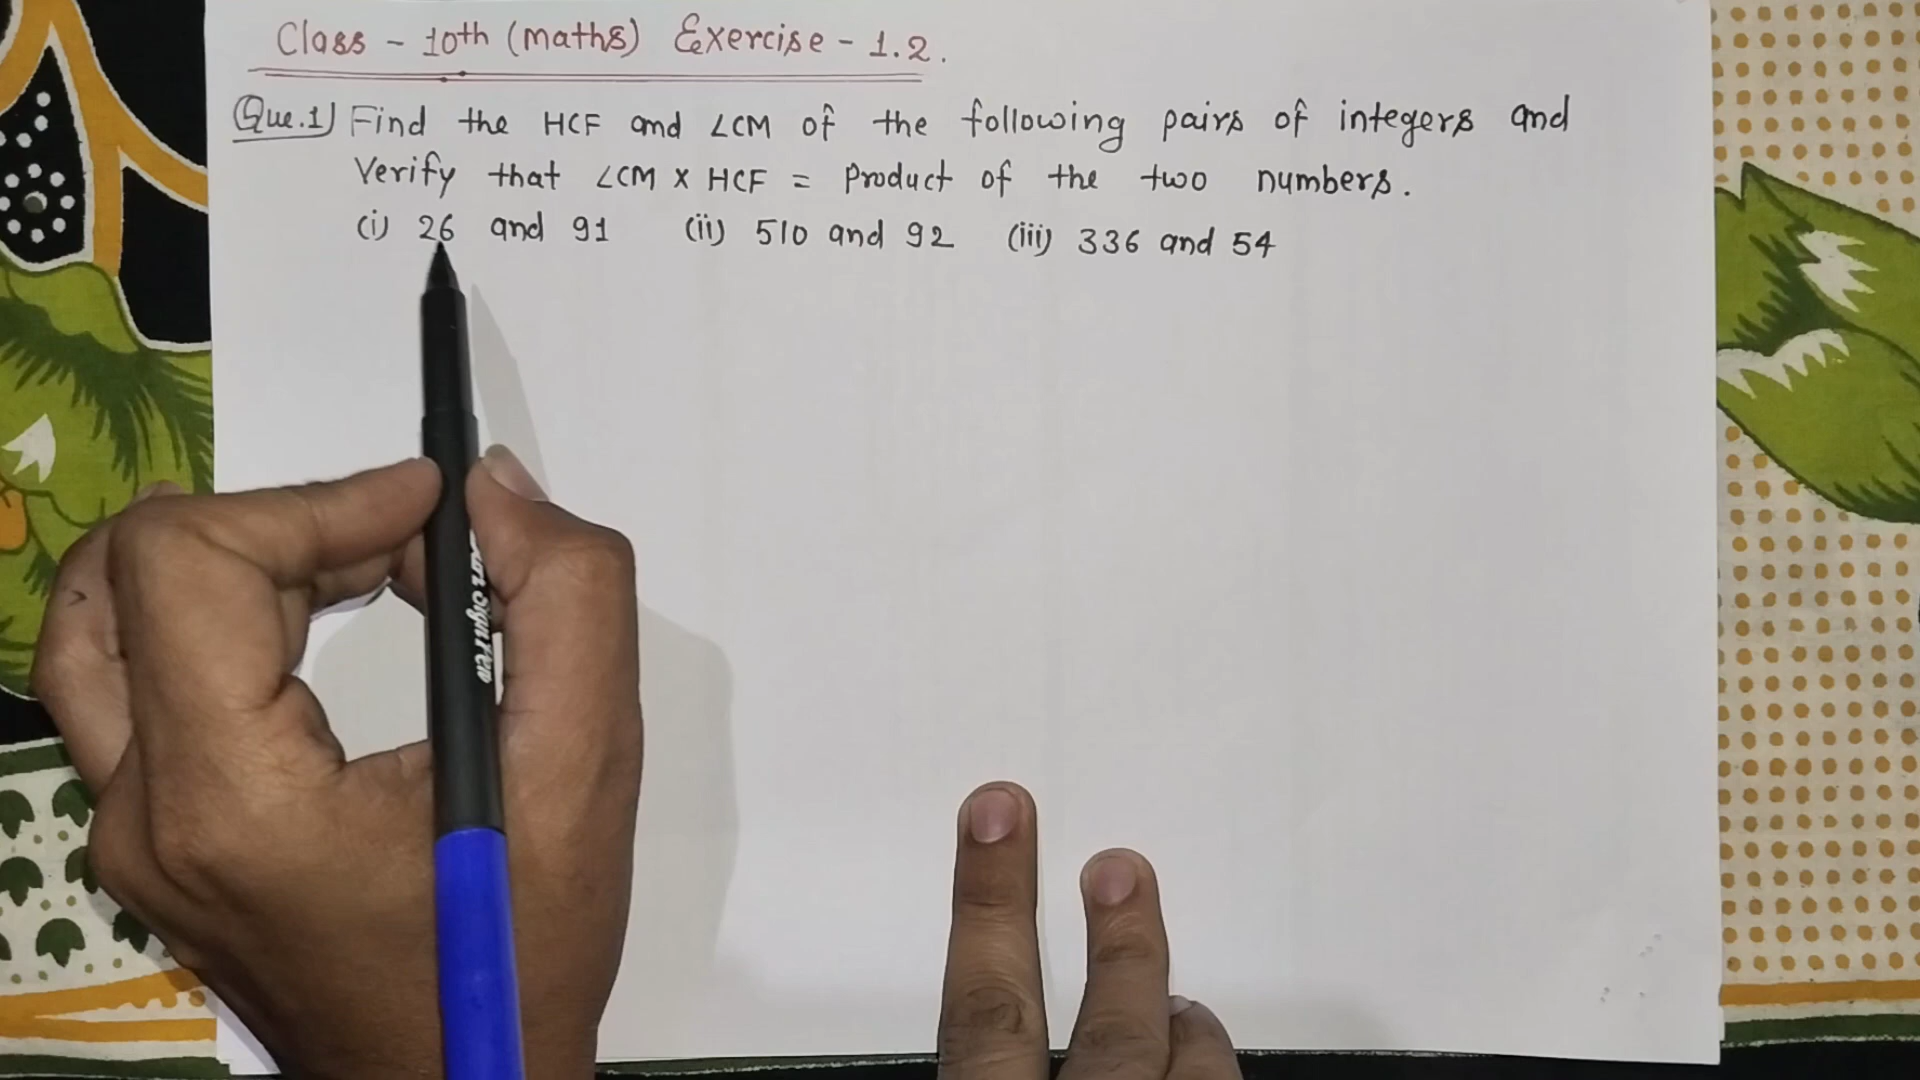 Class - 10th (maths) Exercise - 1.2.
Que.1) Find the HCF and LCM of the following pairs of integers and
Verify that LCM x HCF = Product of the two numbers.
(i) 26 and 91 (ii) 510 and 92 (iii) 336 and 54
Sign Pen